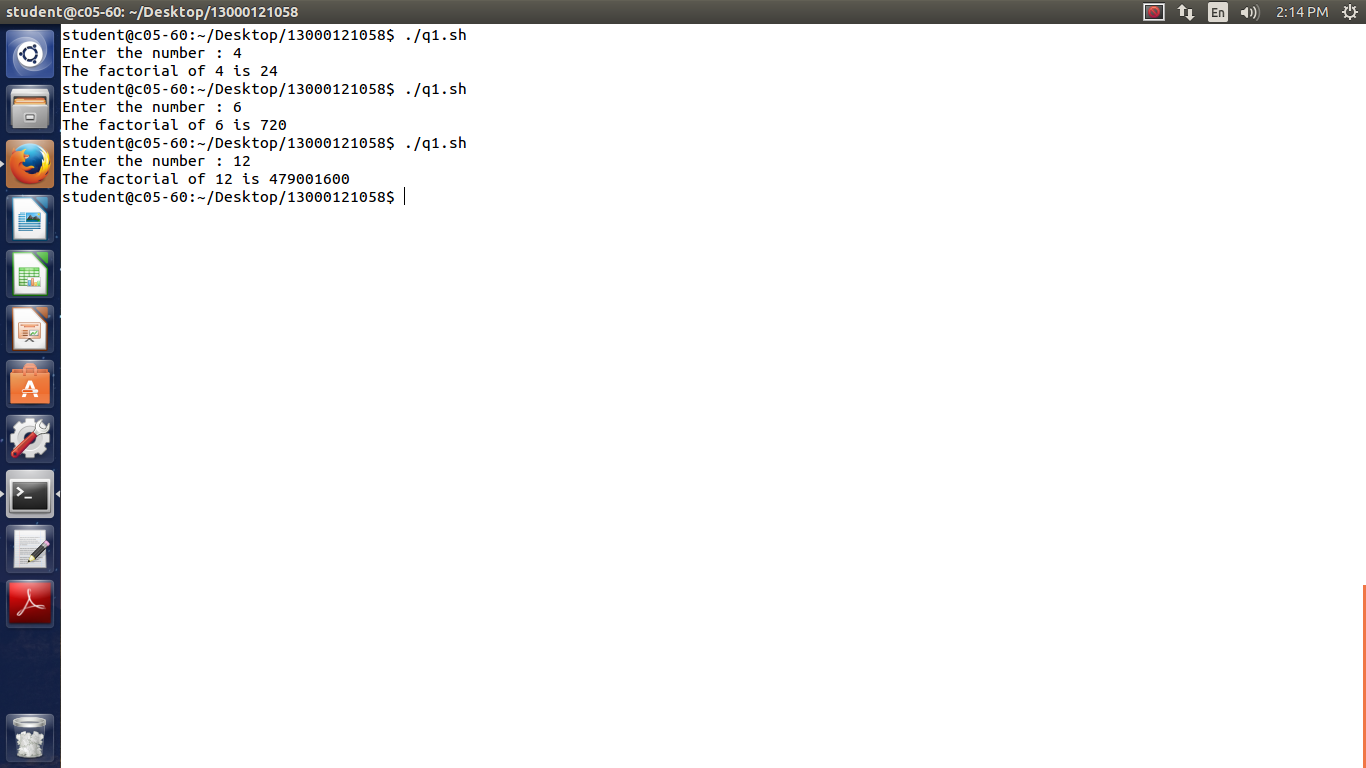 student@c05-60: ~/Desktop/13000121058
En
2:14 PM
student@c05-60:~/Desktop/13000121058$ ./q1.sh
Enter the number : 4
The factorial of 4 is 24
student@c05-60:~/Desktop/13000121058$ ./q1.sh
Enter the number : 6
The factorial of 6 is 720
student@c05-60:~/Desktop/13000121058$ ./q1.sh
Enter the number : 12
The factorial of 12 is 479001600
student@c05-60:~/Desktop/13000121058$